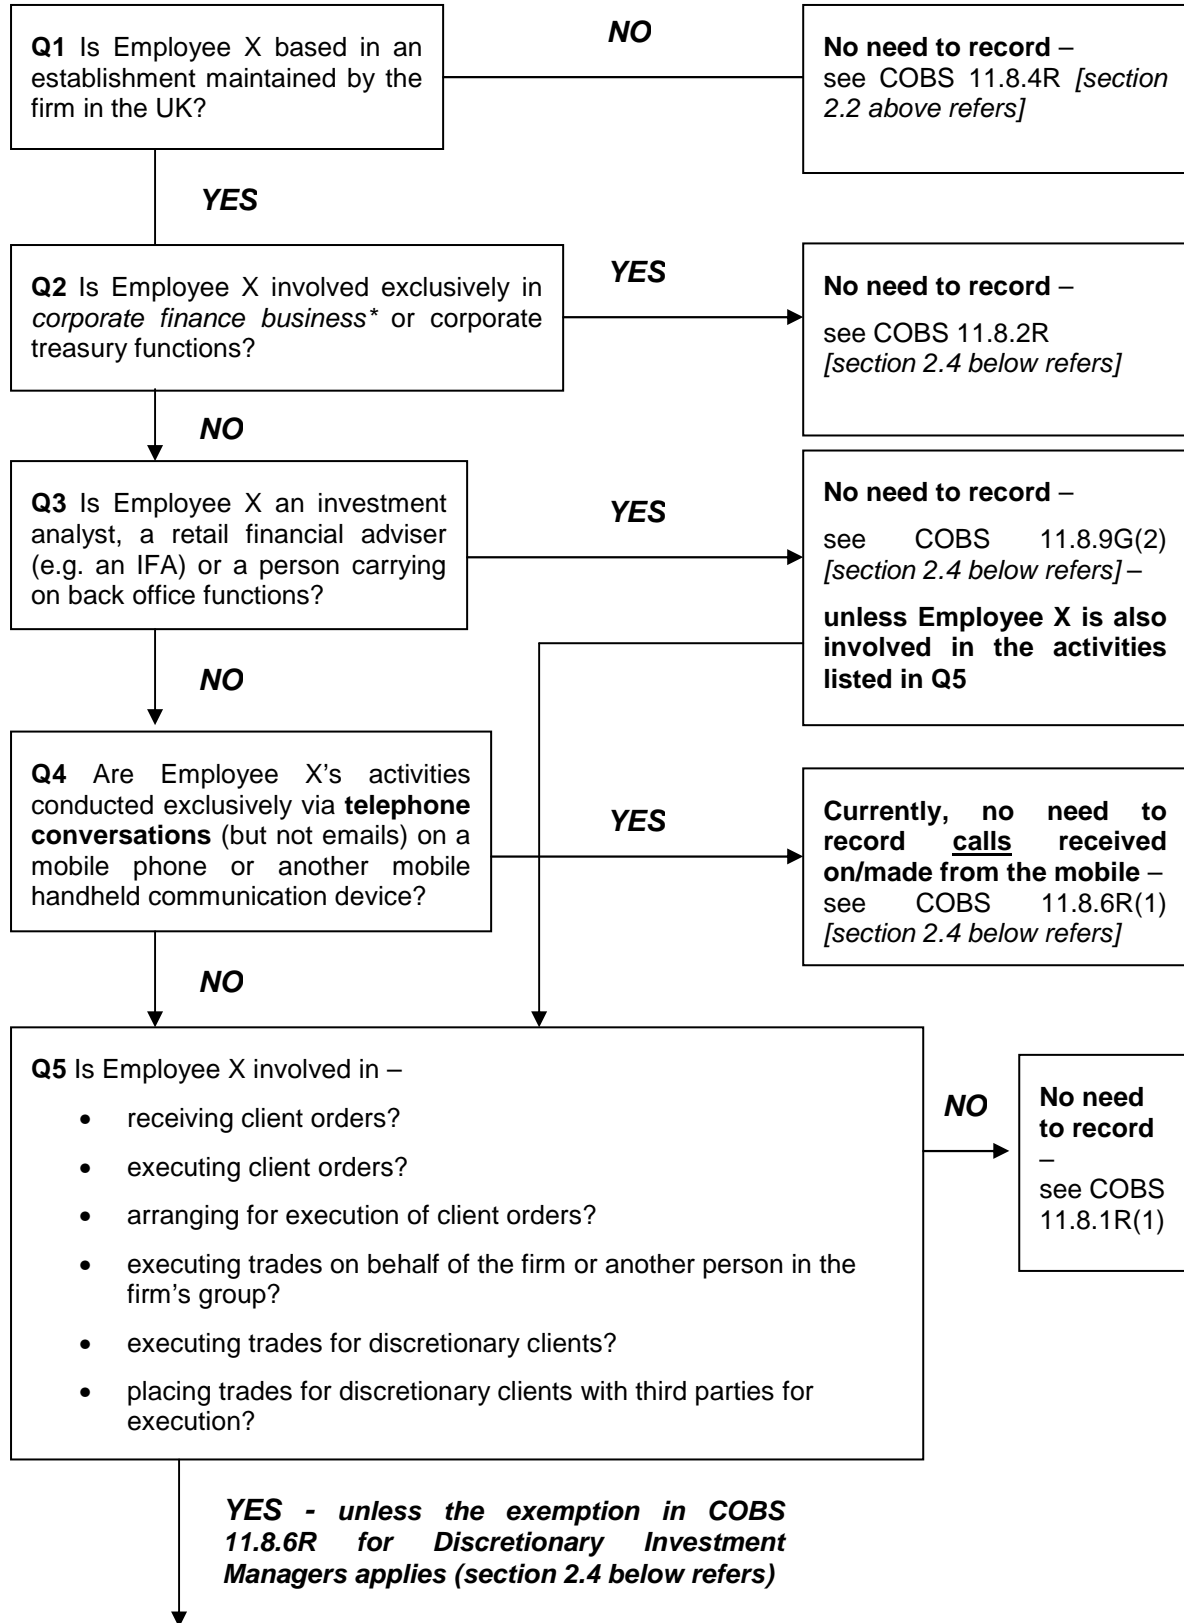 Q1 Is Employee X based in an
establishment maintained by the
firm in the UK?
NO
No need to record –
see COBS 11.8.4R [section
2.2 above refers]
YES
Q2 Is Employee X involved exclusively in
corporate finance business* or corporate
treasury functions?
YES
No need to record –
see COBS 11.8.2R
[section 2.4 below refers]
NO
Q3 Is Employee X an investment
analyst, a retail financial adviser
(e.g. an IFA) or a person carrying
on back office functions?
YES
No need to record –
see COBS 11.8.9G(2)
[section 2.4 below refers] –
unless Employee X is also
involved in the activities
listed in Q5
NO
Q4 Are Employee X’s activities
conducted exclusively via telephone
conversations (but not emails) on a
mobile phone or another mobile
handheld communication device?
YES
Currently, no need to
record calls received
on/made from the mobile –
see COBS 11.8.6R(1)
[section 2.4 below refers]
NO
Q5 Is Employee X involved in –
• receiving client orders?
• executing client orders?
• arranging for execution of client orders?
• executing trades on behalf of the firm or another person in the
firm’s group?
• executing trades for discretionary clients?
• placing trades for discretionary clients with third parties for
execution?
NO
No need
to record
–
see COBS
11.8.1R(1)
YES - unless the exemption in COBS
11.8.6R for Discretionary Investment
Managers applies (section 2.4 below refers)